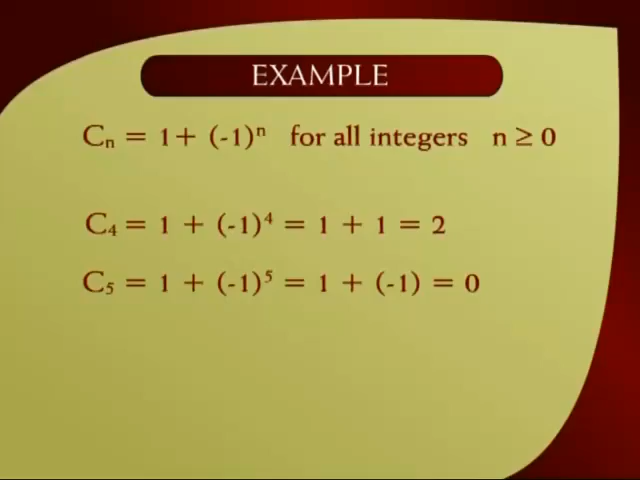 EXAMPLE
Cₙ = 1+ (-1)ⁿ for all integers n ≥ 0
C₄ = 1 + (-1)⁴ = 1 + 1 = 2
C₅ = 1 + (-1)⁵ = 1 + (-1) = 0